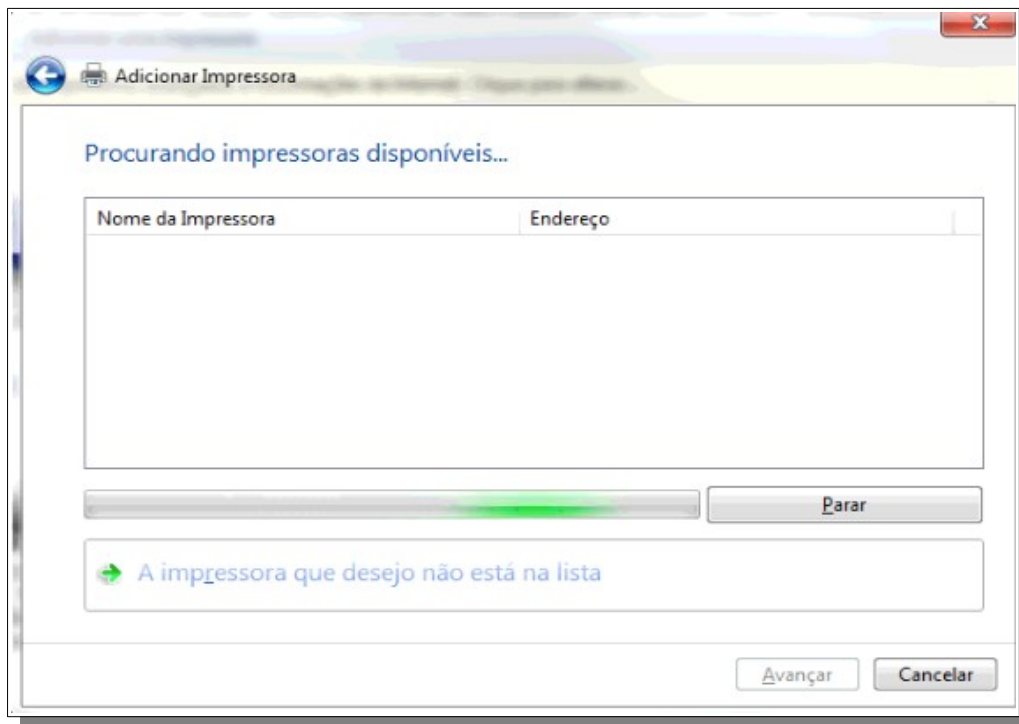 Adicionar Impressora
Procurando impressoras disponíveis...
Nome da Impressora Endereço
Parar
A impressora que desejo não está na lista
Avançar Cancelar